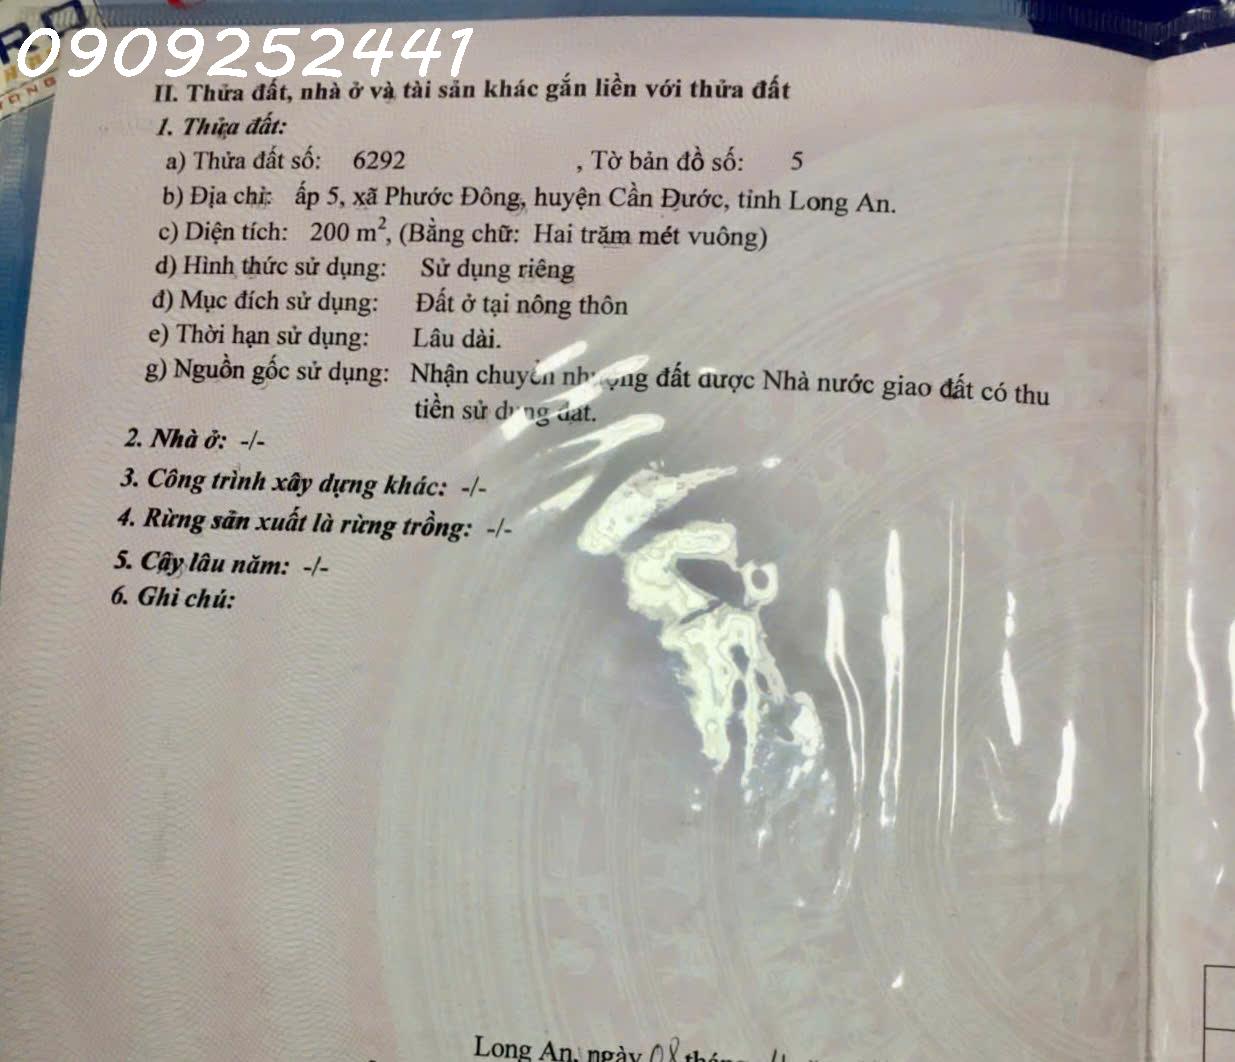 0909252441
II. Thửa đất, nhà ở và tài sản khác gắn liền với thửa đất
1. Thửa đất:
a) Thửa đất số: 6292 , Tờ bản đồ số: 5
b) Địa chỉ: ấp 5, xã Phước Đông, huyện Cần Đước, tỉnh Long An.
c) Diện tích: 200 m², (Bằng chữ: Hai trăm mét vuông)
d) Hình thức sử dụng: Sử dụng riêng
đ) Mục đích sử dụng: Đất ở tại nông thôn
e) Thời hạn sử dụng: Lâu dài.
g) Nguồn gốc sử dụng: Nhận chuyển nhượng đất được Nhà nước giao đất có thu
tiền sử dụng đất.
2. Nhà ở: -/-
3. Công trình xây dựng khác: -/-
4. Rừng sản xuất là rừng trồng: -/-
5. Cây lâu năm: -/-
6. Ghi chú:
Long An, ngày 08